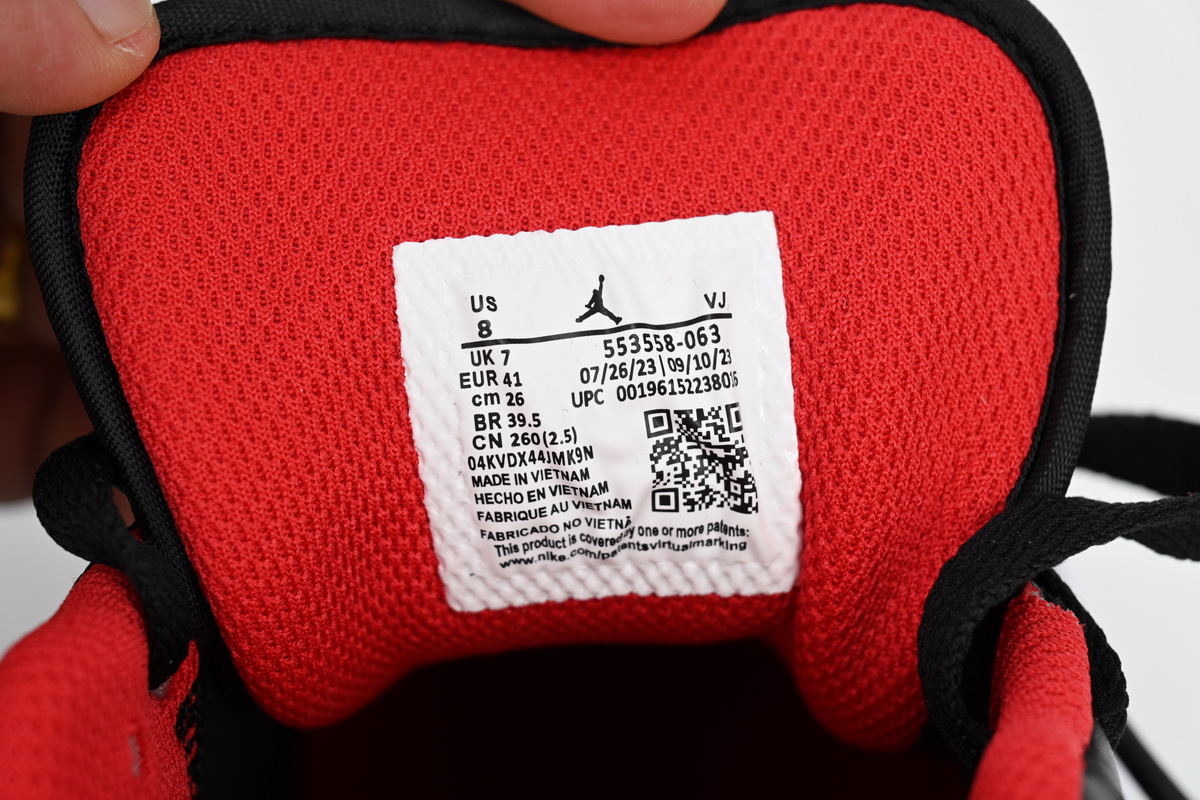 US VJ
8
UK 7 553558-063
EUR 41 07/26/23|09/10/23
cm 26 UPC 00196152238016
BR 39.5
CN 260(2.5)
04KVDX44JMK9N
MADE IN VIETNAM
HECHO EN VIETNAM
FABRIQUE AU VIETNAM
FABRICADO NO VIETNÃ
This product is covered by one or more patents:
www.nike.com/patentsvirtualmarking